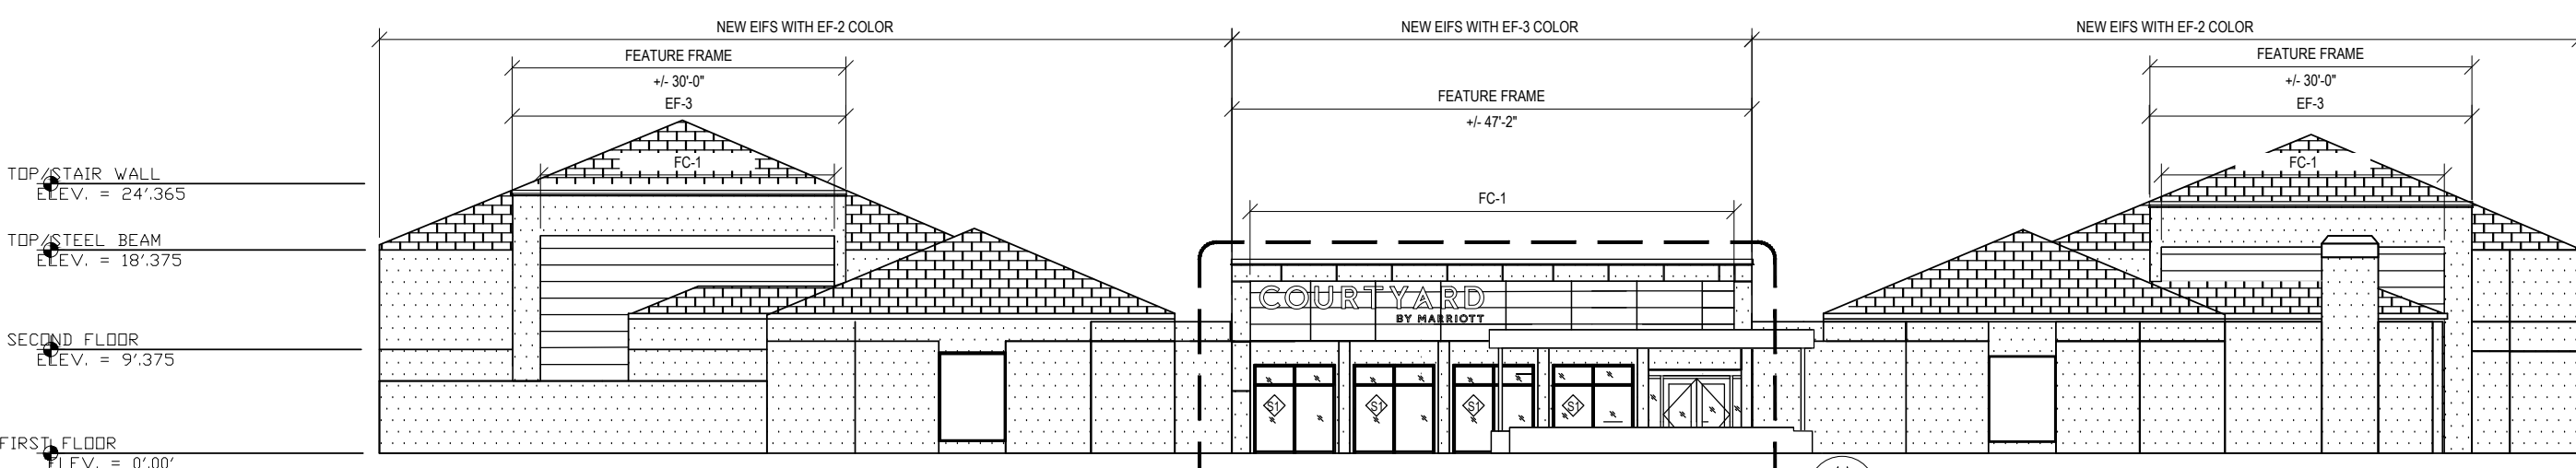 NEW EIFS WITH EF-2 COLOR
NEW EIFS WITH EF-3 COLOR
NEW EIFS WITH EF-2 COLOR
FEATURE FRAME
+/- 30'-0"
EF-3
FEATURE FRAME
+/- 47'-2"
FEATURE FRAME
+/- 30'-0"
EF-3
FC-1
FC-1
FC-1
TOP/STAIR WALL
ELEV. = 24'.365
TOP/STEEL BEAM
ELEV. = 18'.375
COURTYARD
BY MARRIOTT
SECOND FLOOR
ELEV. = 9'.375
S1
S1
S1
S1
FIRST FLOOR
ELEV. = 0'.00'